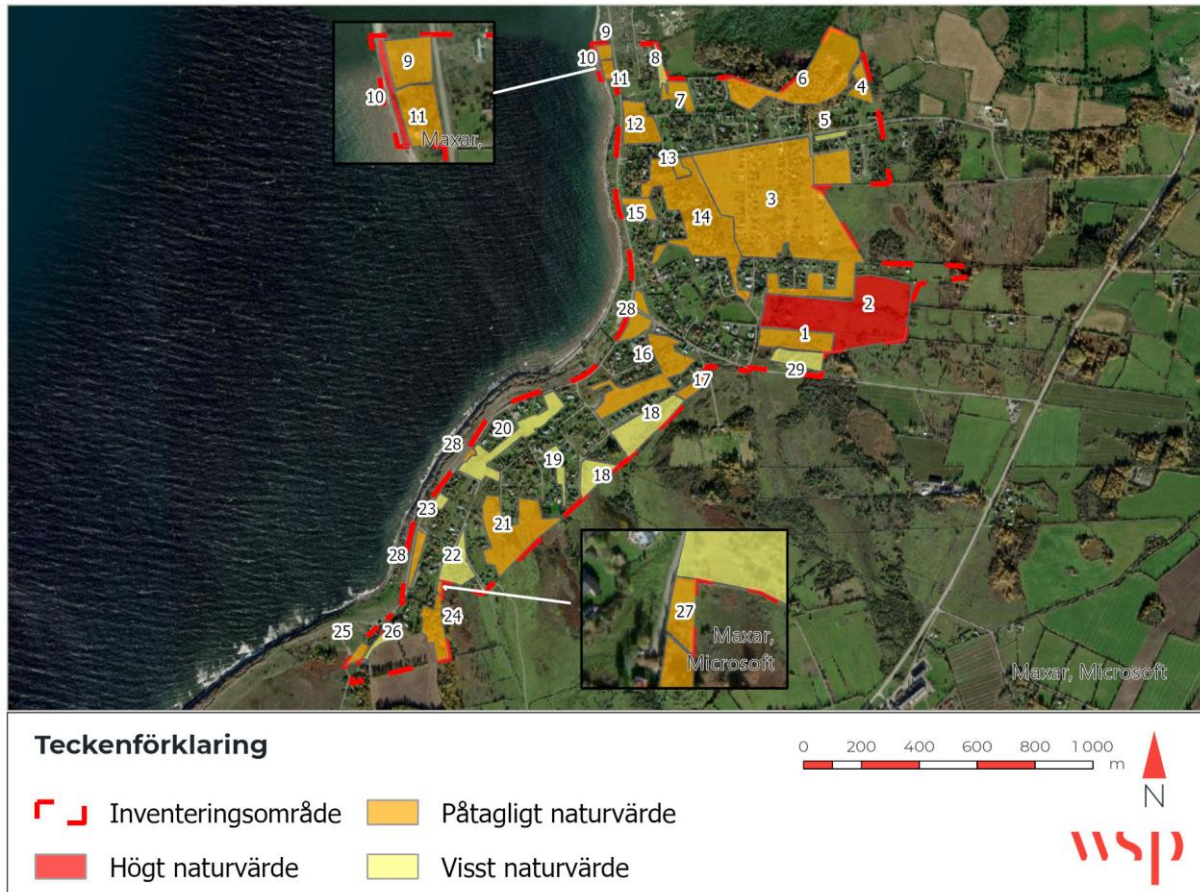 9
10
11
Maxar,
9
10
11
8
7
6
4
12
5
13
3
15
14
2
28
1
16
29
17
18
20
19
28
18
23
21
28
22
24
25
26
27
Maxar,
Microsoft
Maxar, Microsoft
Teckenförklaring
0 200 400 600 800 1 000
m
N
Inventeringsområde
Påtagligt naturvärde
Högt naturvärde
Visst naturvärde
wsp